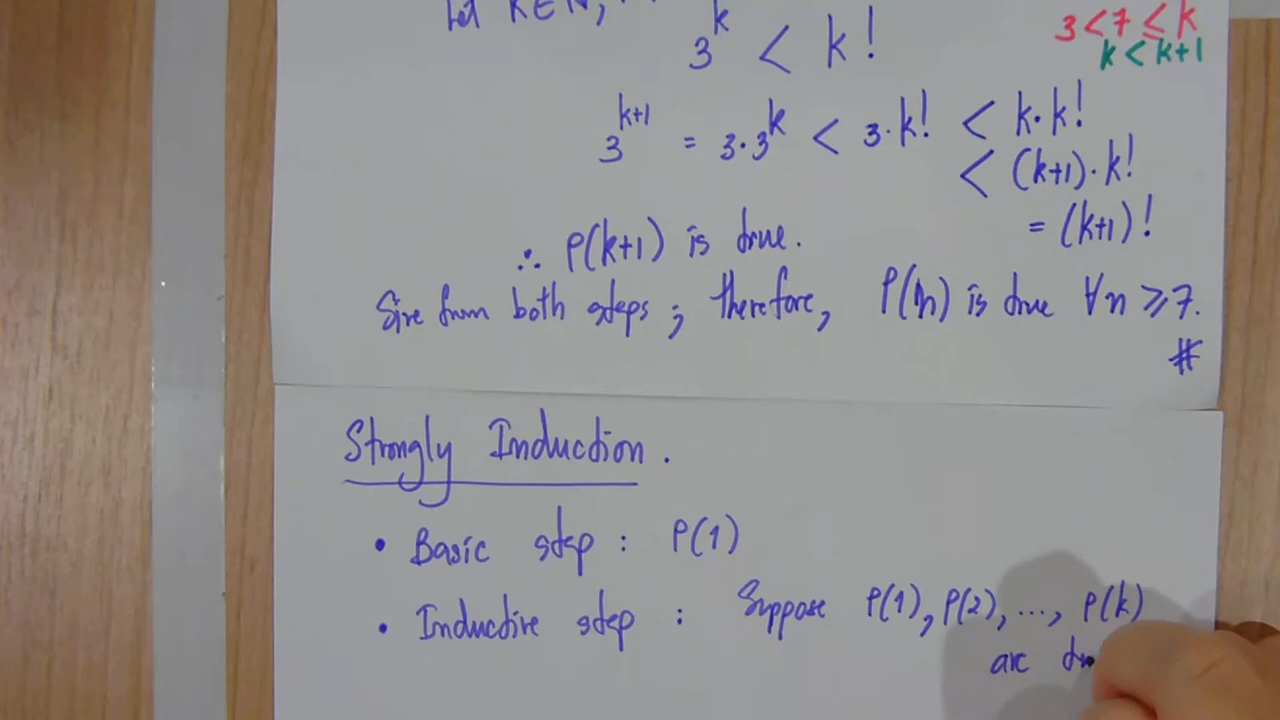 Let k ∈ N,
3^k < k!
3 < 7 ≤ k
k < k+1
3^{k+1} = 3·3^k < 3·k! < k·k!
< (k+1)·k!
= (k+1)!
∴ P(k+1) is true.
from both steps ; therefore, P(n) is true ∀n ≥ 7.
#
Strongly Induction.
• Basic step : P(1)
• Inductive step : Suppose P(1), P(2), ..., P(k)
are